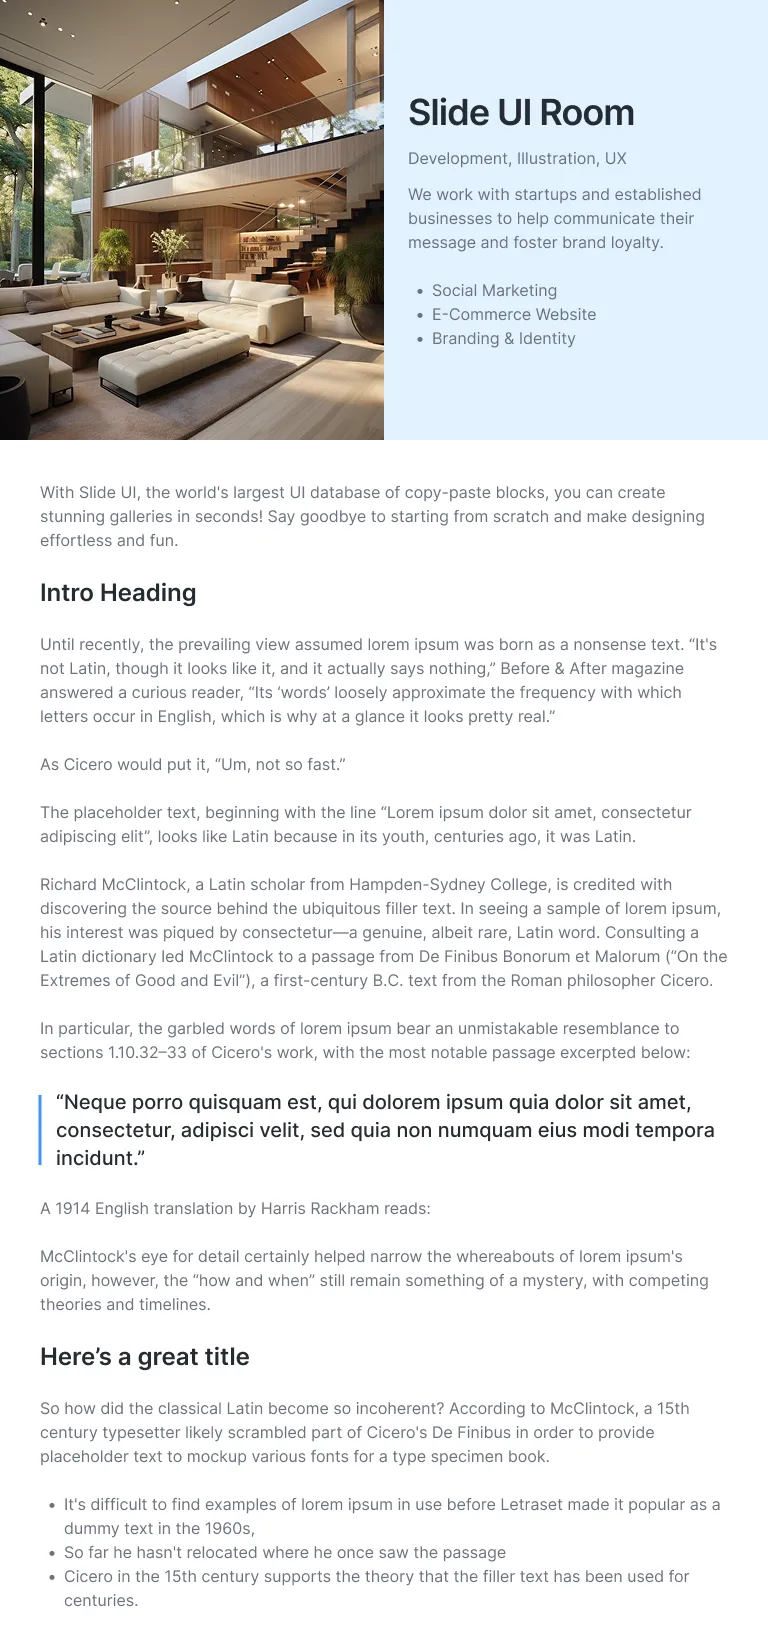 Slide UI Room
Development, Illustration, UX
We work with startups and established
businesses to help communicate their
message and foster brand loyalty.
• Social Marketing
• E-Commerce Website
• Branding & Identity
With Slide UI, the world's largest UI database of copy-paste blocks, you can create
stunning galleries in seconds! Say goodbye to starting from scratch and make designing
effortless and fun.
Intro Heading
Until recently, the prevailing view assumed lorem ipsum was born as a nonsense text. “It's
not Latin, though it looks like it, and it actually says nothing,” Before & After magazine
answered a curious reader, “Its ‘words’ loosely approximate the frequency with which
letters occur in English, which is why at a glance it looks pretty real.”
As Cicero would put it, “Um, not so fast.”
The placeholder text, beginning with the line “Lorem ipsum dolor sit amet, consectetur
adipiscing elit”, looks like Latin because in its youth, centuries ago, it was Latin.
Richard McClintock, a Latin scholar from Hampden-Sydney College, is credited with
discovering the source behind the ubiquitous filler text. In seeing a sample of lorem ipsum,
his interest was piqued by consectetur—a genuine, albeit rare, Latin word. Consulting a
Latin dictionary led McClintock to a passage from De Finibus Bonorum et Malorum (“On the
Extremes of Good and Evil”), a first-century B.C. text from the Roman philosopher Cicero.
In particular, the garbled words of lorem ipsum bear an unmistakable resemblance to
sections 1.10.32–33 of Cicero's work, with the most notable passage excerpted below:
“Neque porro quisquam est, qui dolorem ipsum quia dolor sit amet,
consectetur, adipisci velit, sed quia non numquam eius modi tempora
incidunt.”
A 1914 English translation by Harris Rackham reads:
McClintock's eye for detail certainly helped narrow the whereabouts of lorem ipsum's
origin, however, the “how and when” still remain something of a mystery, with competing
theories and timelines.
Here’s a great title
So how did the classical Latin become so incoherent? According to McClintock, a 15th
century typesetter likely scrambled part of Cicero's De Finibus in order to provide
placeholder text to mockup various fonts for a type specimen book.
• It's difficult to find examples of lorem ipsum in use before Letraset made it popular as a
dummy text in the 1960s,
• So far he hasn't relocated where he once saw the passage
• Cicero in the 15th century supports the theory that the filler text has been used for
centuries.